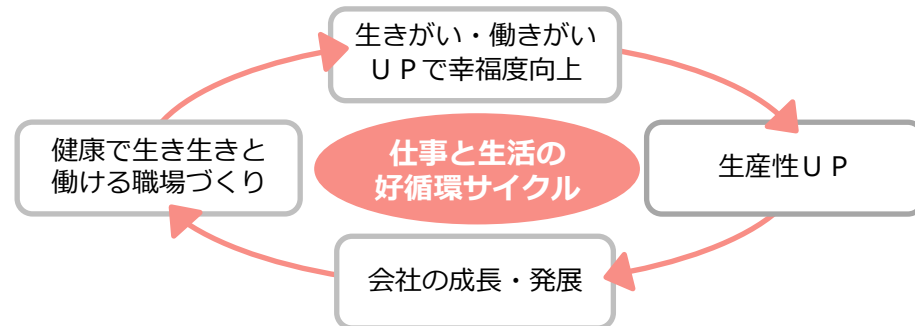 生きがい・働きがい
ＵＰで幸福度向上
健康で生き生きと
働ける職場づくり
仕事と生活の
好循環サイクル
生産性ＵＰ
会社の成長・発展